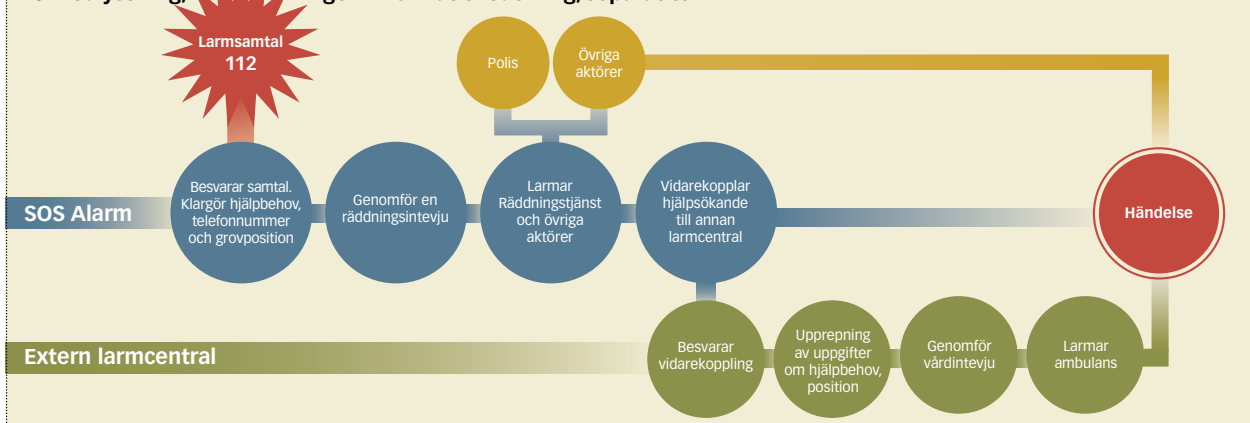 Larmsamtal
112
Polis
Övriga
aktörer
SOS Alarm
Besvarar samtal.
Klargör hjälpbehov,
telefonnummer
och grovposition
Genomför en
räddningsintevju
Larmar
Räddningstjänst
och övriga
aktörer
Vidarekopplar
hjälpsökande
till annan
larmcentral
Händelse
Extern larmcentral
Besvarar
vidarekoppling
Upprepning
av uppgifter
om hjälpbehov,
position
Genomför
vårdintevju
Larmar
ambulans